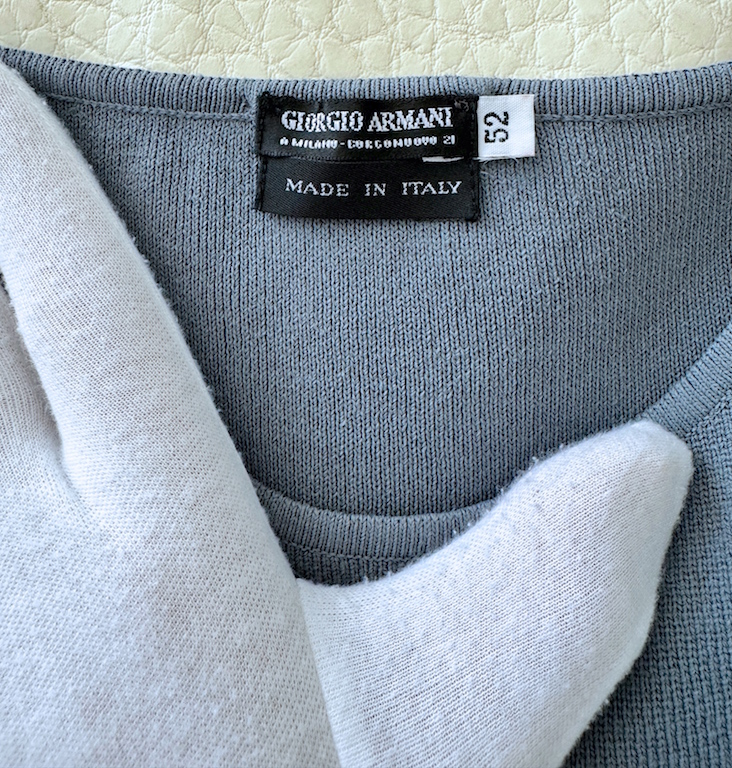 GIORGIO ARMANI
A MILANO-BORGONUOVO 21
MADE IN ITALY
52